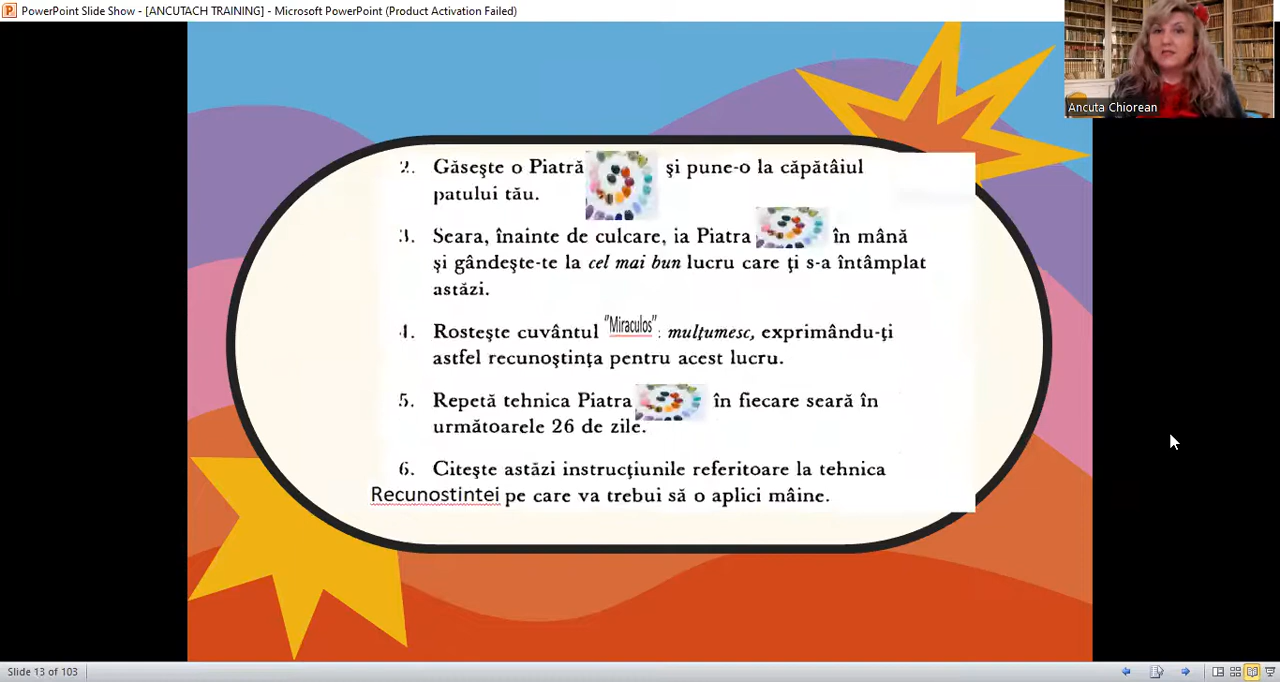 PowerPoint Slide Show - [ANCUTACH TRAINING] - Microsoft PowerPoint (Product Activation Failed)
Ancuta Chiorean
2. Găseşte o Piatră şi pune-o la căpătâiul
patului tău.
3. Seara, înainte de culcare, ia Piatra în mână
şi gândeşte-te la cel mai bun lucru care ţi s-a întâmplat
astăzi.
4. Rosteşte cuvântul "Miraculos": mulţumesc, exprimându-ţi
astfel recunoştinţa pentru acest lucru.
5. Repetă tehnica Piatra în fiecare seară în
următoarele 26 de zile.
6. Citeşte astăzi instrucţiunile referitoare la tehnica
Recunostintei pe care va trebui să o aplici mâine.
Slide 13 of 103